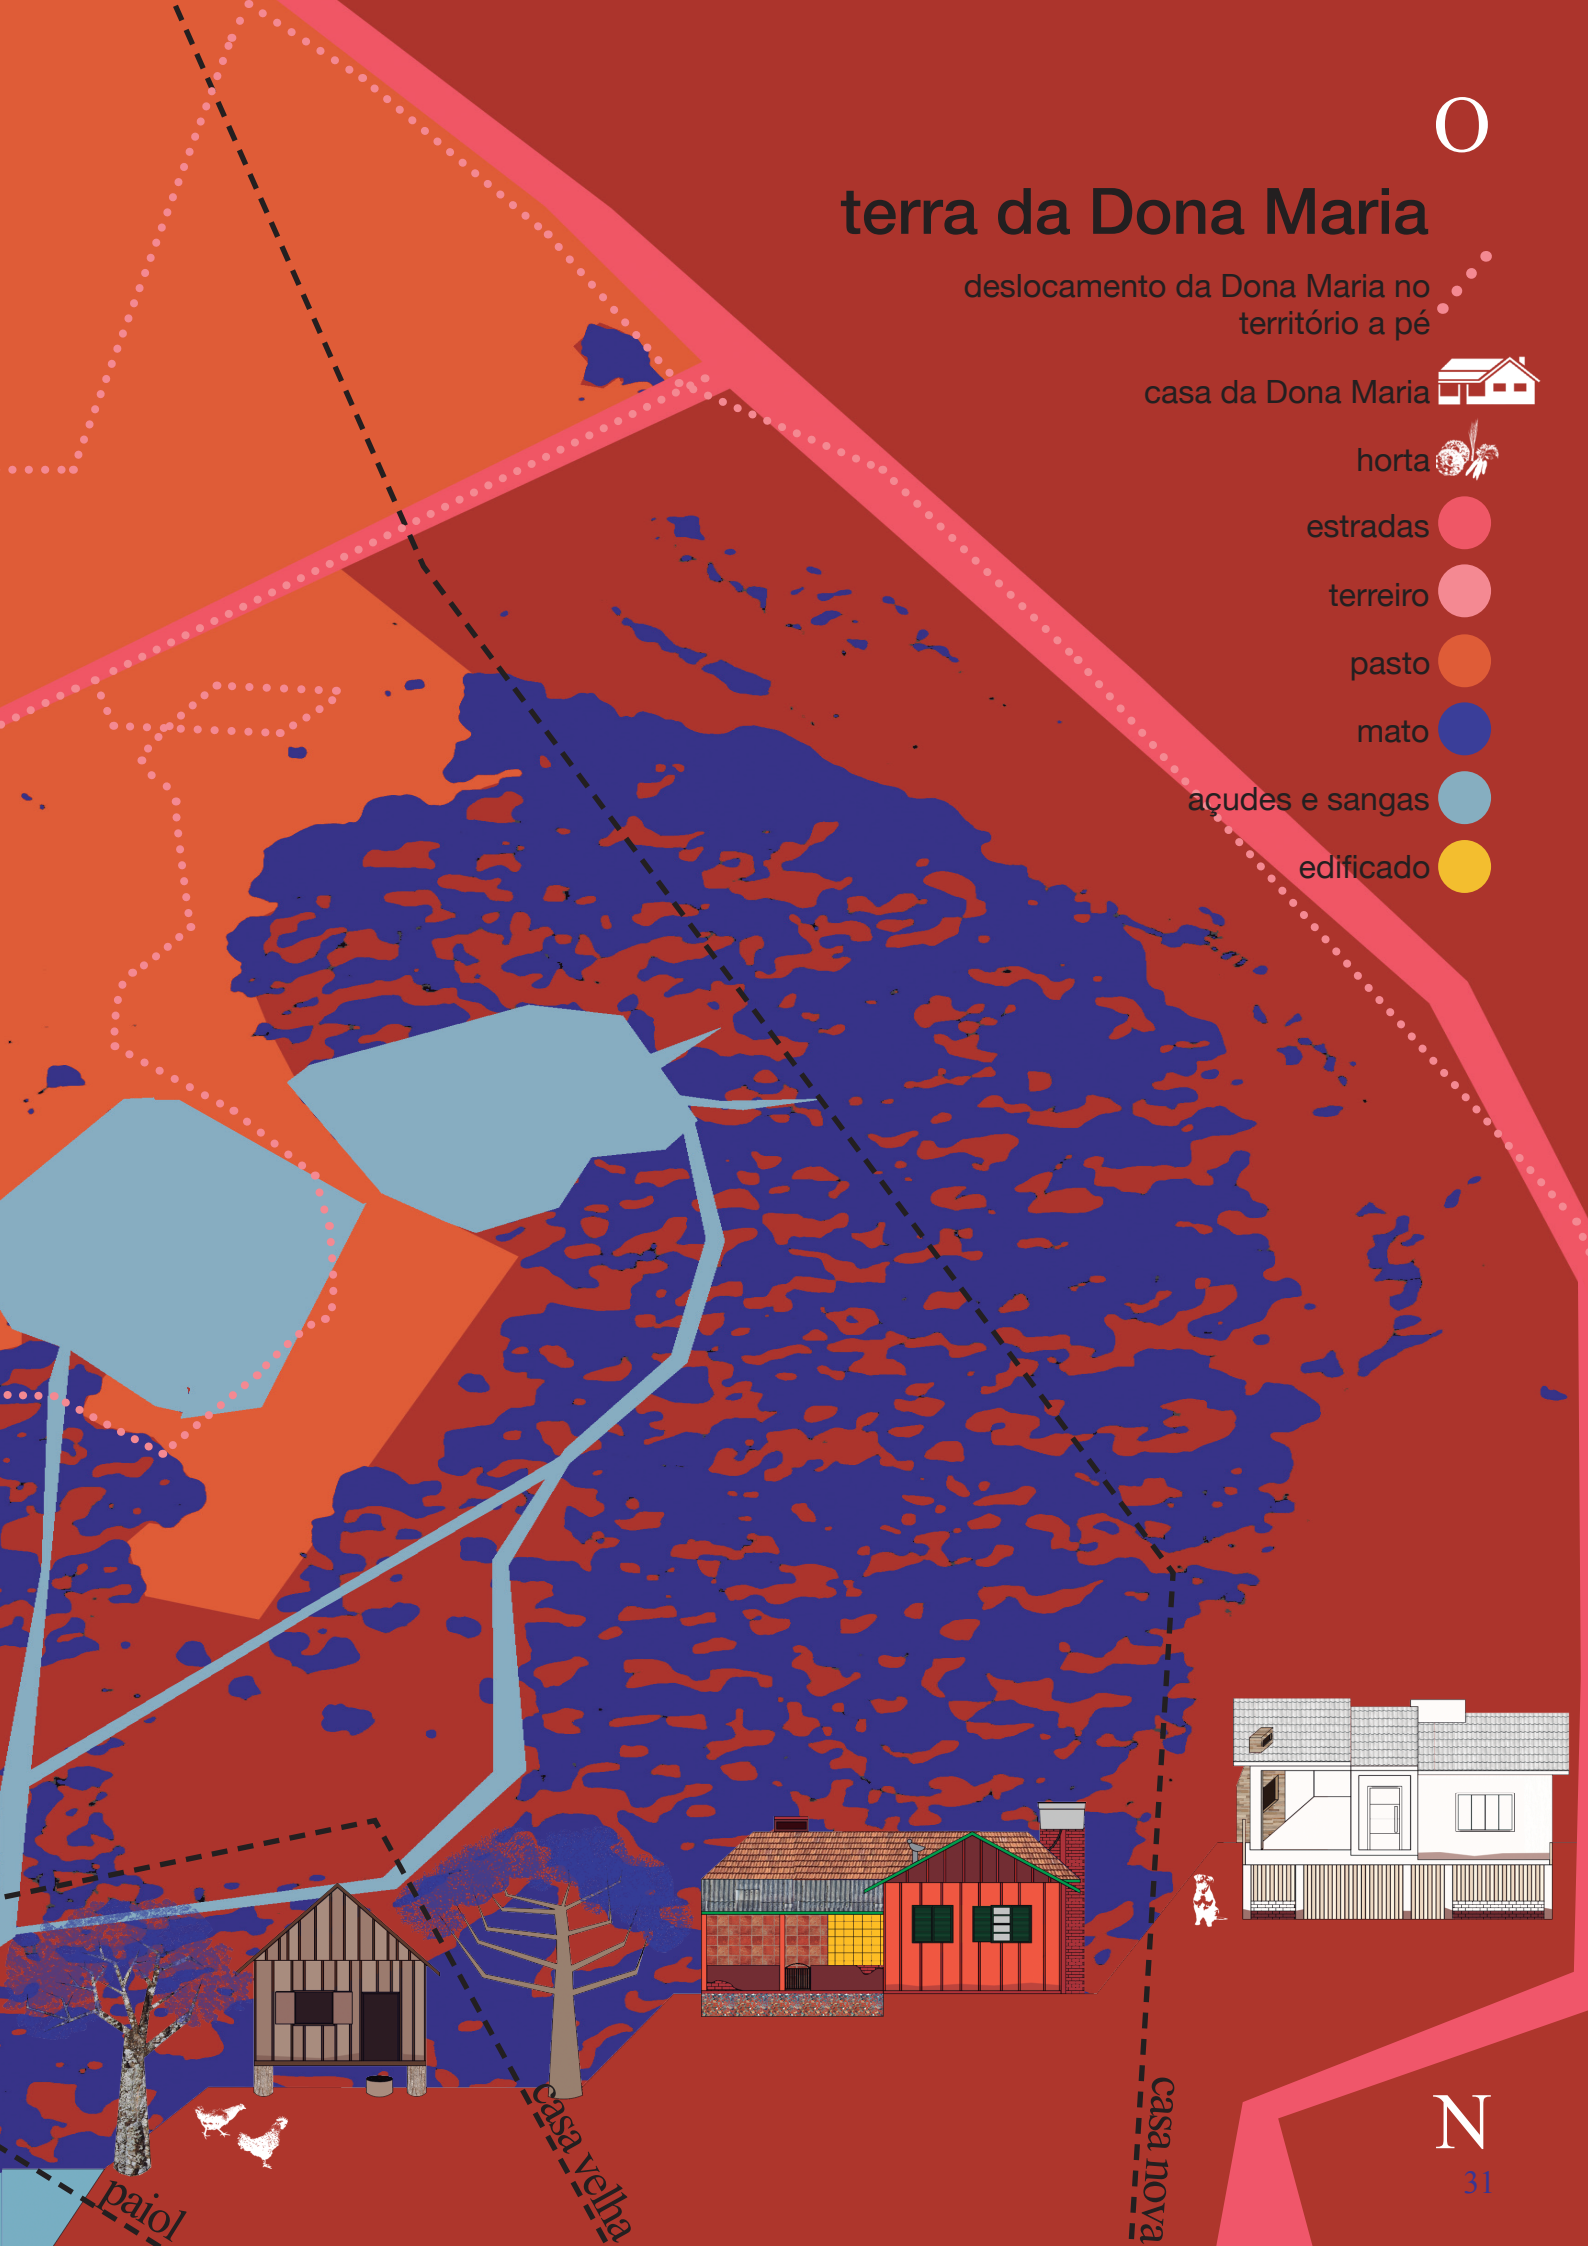 O
terra da Dona Maria
deslocamento da Dona Maria no
território a pé
casa da Dona Maria
horta
estradas
terreiro
pasto
mato
açudes e sangas
edificado
casa velha
casa nova
paiol
N
31